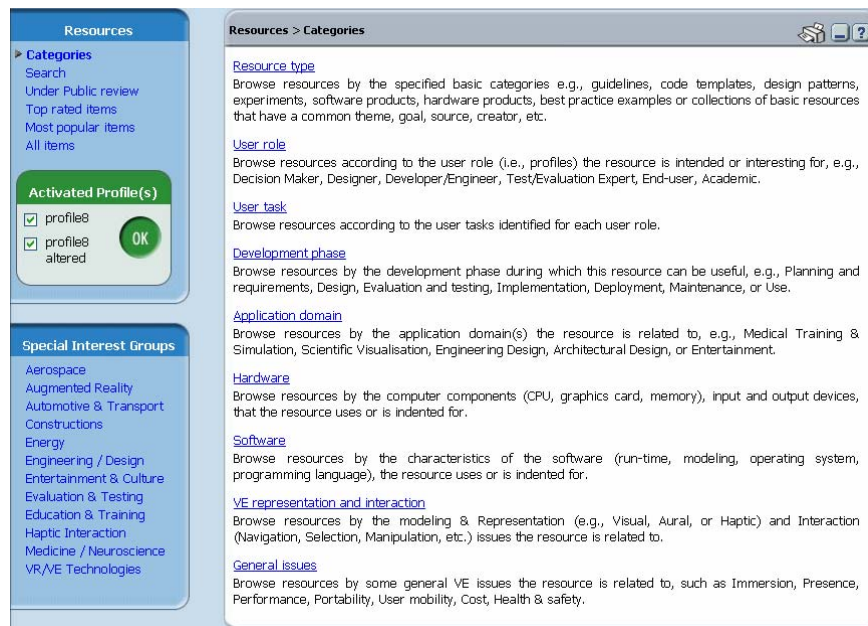 Resources
Categories
Search
Under Public review
Top rated items
Most popular items
All items
Activated Profile(s)
profile8
profile8
altered
OK
Special Interest Groups
Aerospace
Augmented Reality
Automotive & Transport
Constructions
Energy
Engineering / Design
Entertainment & Culture
Evaluation & Testing
Education & Training
Haptic Interaction
Medicine / Neuroscience
VR/VE Technologies
Resources > Categories
?
Resource type
Browse resources by the specified basic categories e.g., guidelines, code templates, design patterns,
experiments, software products, hardware products, best practice examples or collections of basic resources
that have a common theme, goal, source, creator, etc.
User role
Browse resources according to the user role (i.e., profiles) the resource is intended or interesting for, e.g.,
Decision Maker, Designer, Developer/Engineer, Test/Evaluation Expert, End-user, Academic.
User task
Browse resources according to the user tasks identified for each user role.
Development phase
Browse resources by the development phase during which this resource can be useful, e.g., Planning and
requirements, Design, Evaluation and testing, Implementation, Deployment, Maintenance, or Use.
Application domain
Browse resources by the application domain(s) the resource is related to, e.g., Medical Training &
Simulation, Scientific Visualisation, Engineering Design, Architectural Design, or Entertainment.
Hardware
Browse resources by the computer components (CPU, graphics card, memory), input and output devices,
that the resource uses or is indented for.
Software
Browse resources by the characteristics of the software (run-time, modeling, operating system,
programming language), the resource uses or is indented for.
VE representation and interaction
Browse resources by the modeling & Representation (e.g., Visual, Aural, or Haptic) and Interaction
(Navigation, Selection, Manipulation, etc.) issues the resource is related to.
General issues
Browse resources by some general VE issues the resource is related to, such as Immersion, Presence,
Performance, Portability, User mobility, Cost, Health & safety.